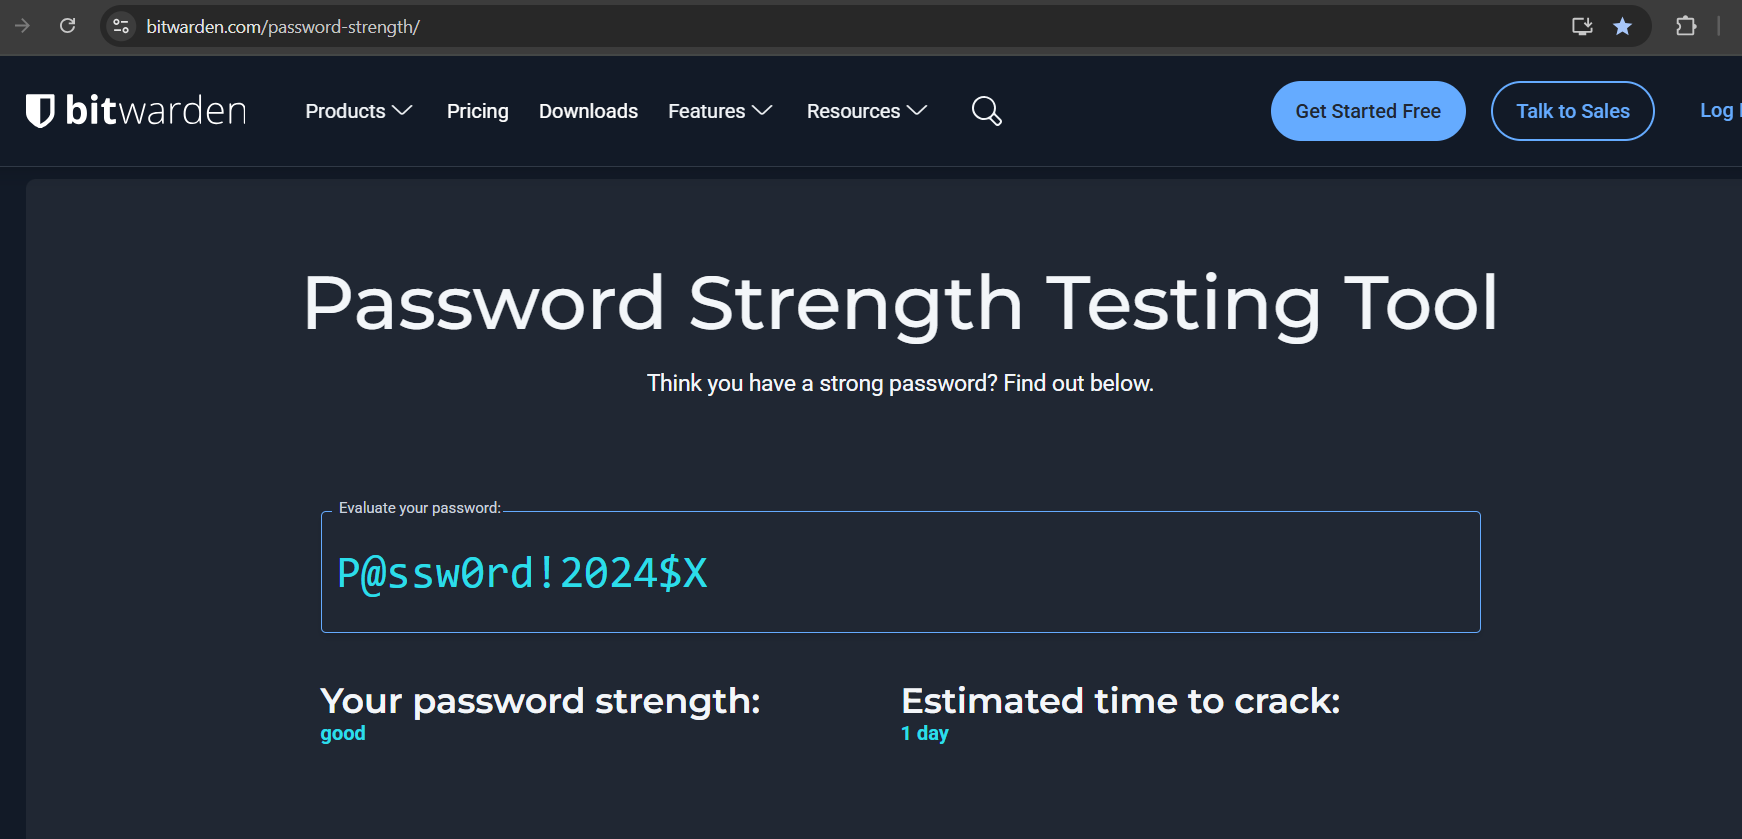 bitwarden.com/password-strength/
bitwarden
Products
Pricing
Downloads
Features
Resources
Get Started Free
Talk to Sales
Log
Password Strength Testing Tool
Think you have a strong password? Find out below.
Evaluate your password:
P@ssw0rd!2024$X
Your password strength:
good
Estimated time to crack:
1 day